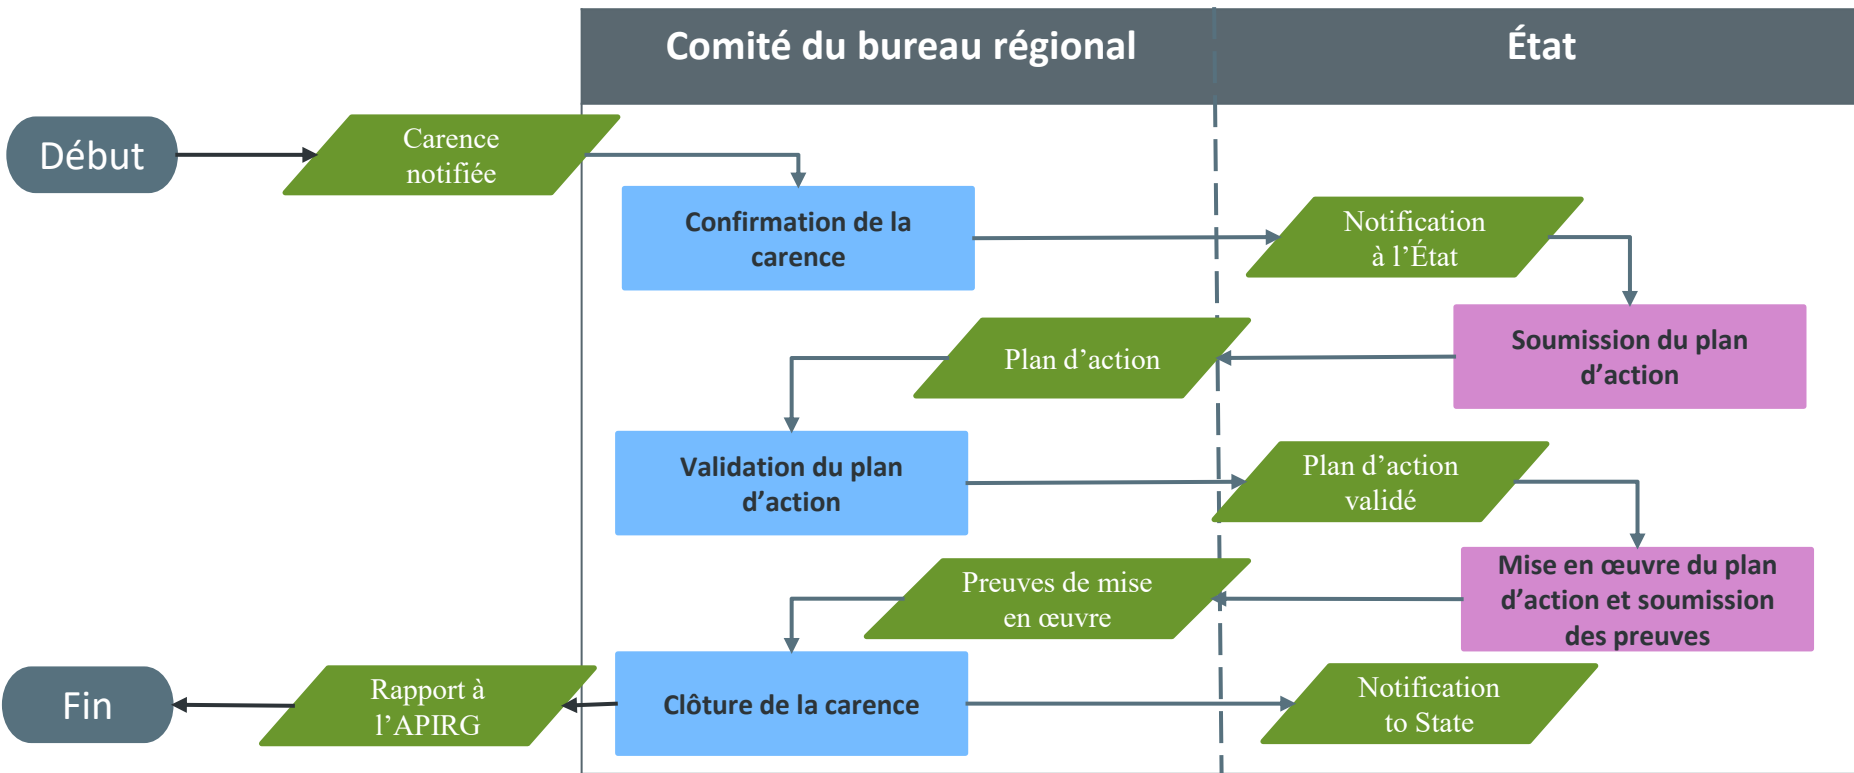 Comité du bureau régional
État
Début
Carence
notifiée
Confirmation de la
carence
Notification
à l’État
Soumission du plan
d’action
Plan d’action
Validation du plan
d’action
Plan d’action
validé
Mise en œuvre du plan
d’action et soumission
des preuves
Preuves de mise
en œuvre
Clôture de la carence
Notification
to State
Rapport à
l’APIRG
Fin